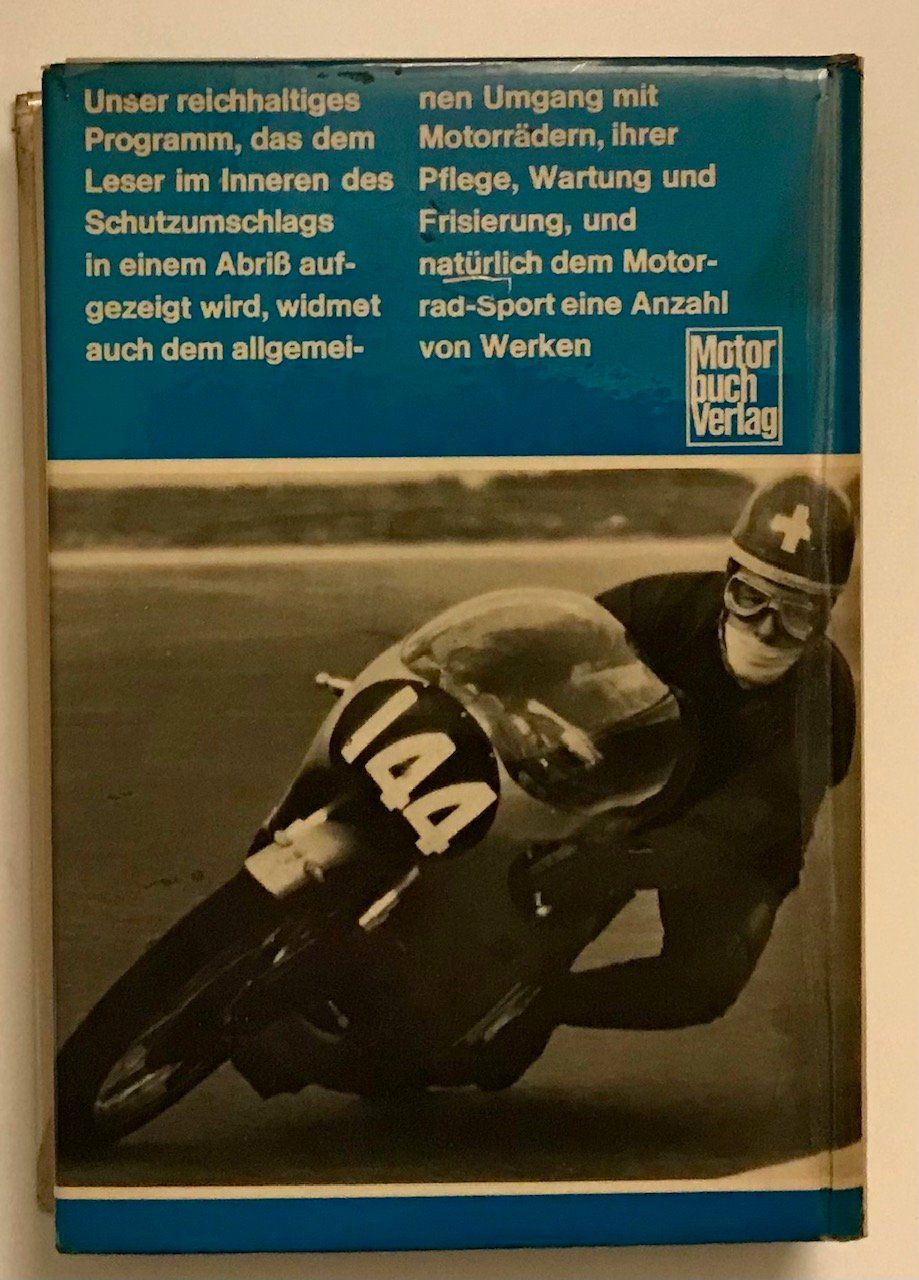 Unser reichhaltiges
Programm, das dem
Leser im Inneren des
Schutzumschlags
in einem Abriß auf-
gezeigt wird, widmet
auch dem allgemei-
nen Umgang mit
Motorrädern, ihrer
Pflege, Wartung und
Frisierung, und
natürlich dem Motor-
rad-Sport eine Anzahl
von Werken
Motor
buch
Verlag
144